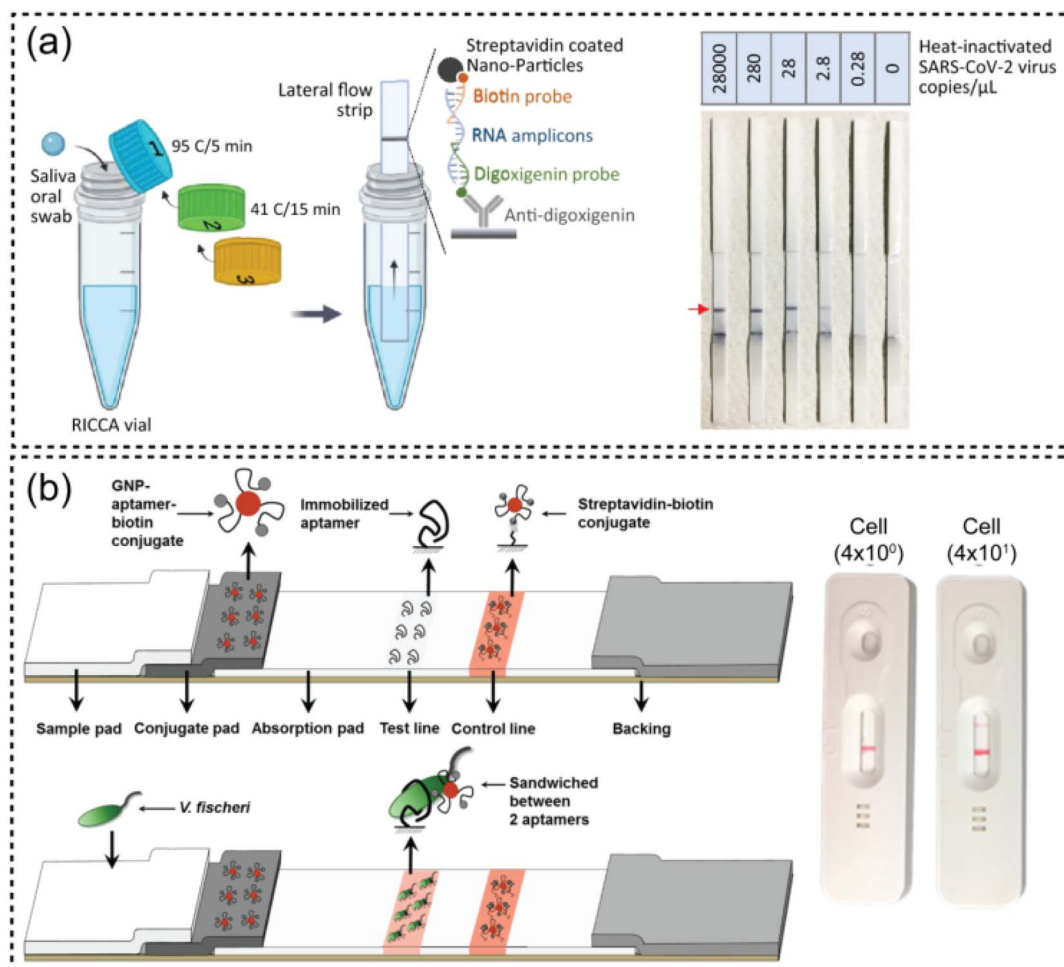 (a)
Saliva
oral
swab
1
95 C/5 min
2
41 C/15 min
3
RICCA vial
Lateral flow
strip
Streptavidin coated
Nano-Particles
Biotin probe
RNA amplicons
Digoxigenin probe
Anti-digoxigenin
28000
280
28
2.8
0.28
0
Heat-inactivated
SARS-CoV-2 virus
copies/µL
(b)
GNP-
aptamer-
biotin
conjugate
Immobilized
aptamer
Streptavidin-biotin
conjugate
Sample pad
Conjugate pad
Absorption pad
Test line
Control line
Backing
V. fischeri
Sandwiched
between
2 aptamers
Cell
(4x10⁰)
Cell
(4x10¹)